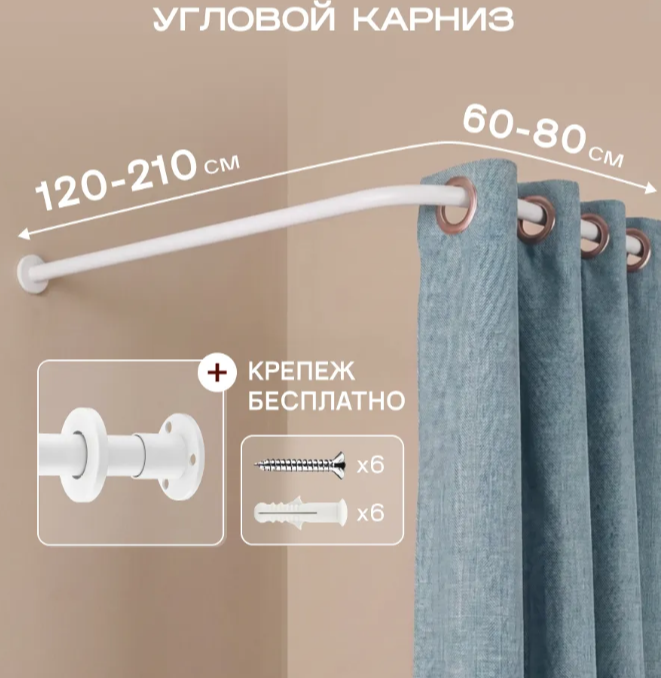 УГЛОВОЙ КАРНИЗ
60-80 см
120-210 см
+ КРЕПЕЖ
БЕСПЛАТНО
x6
x6